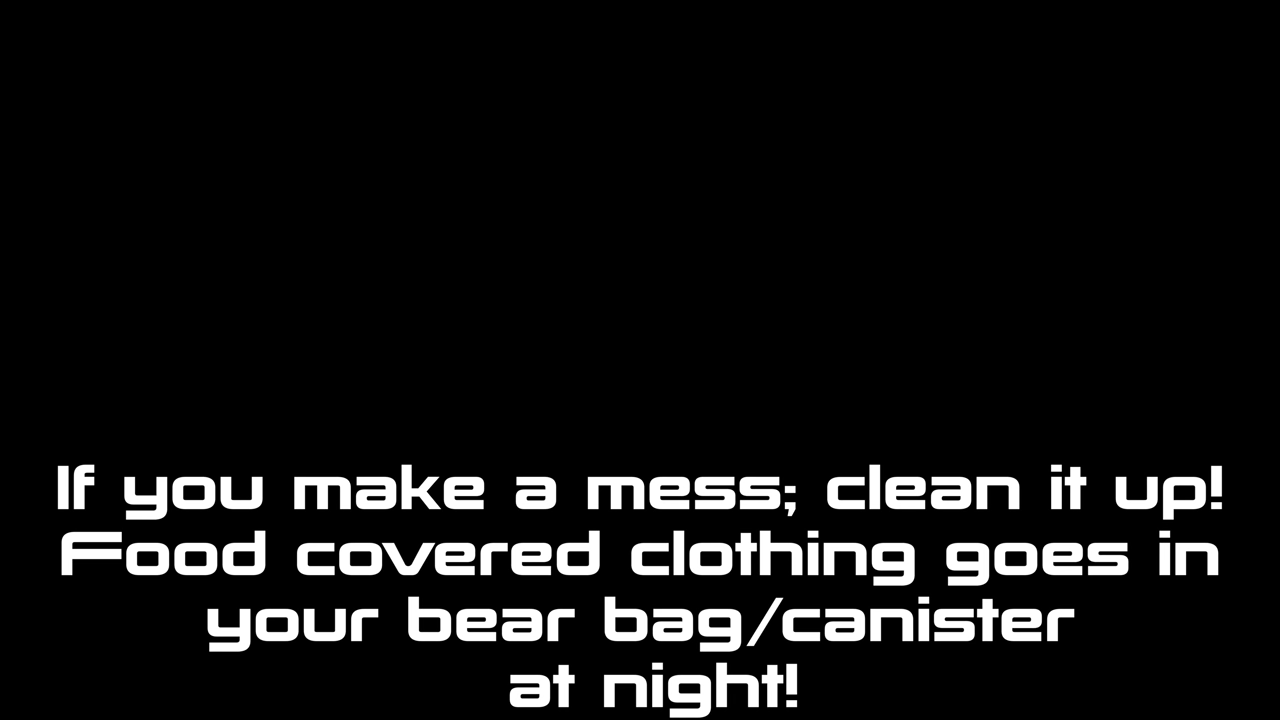 If you make a mess; clean it up!
Food covered clothing goes in
your bear bag/canister
at night!